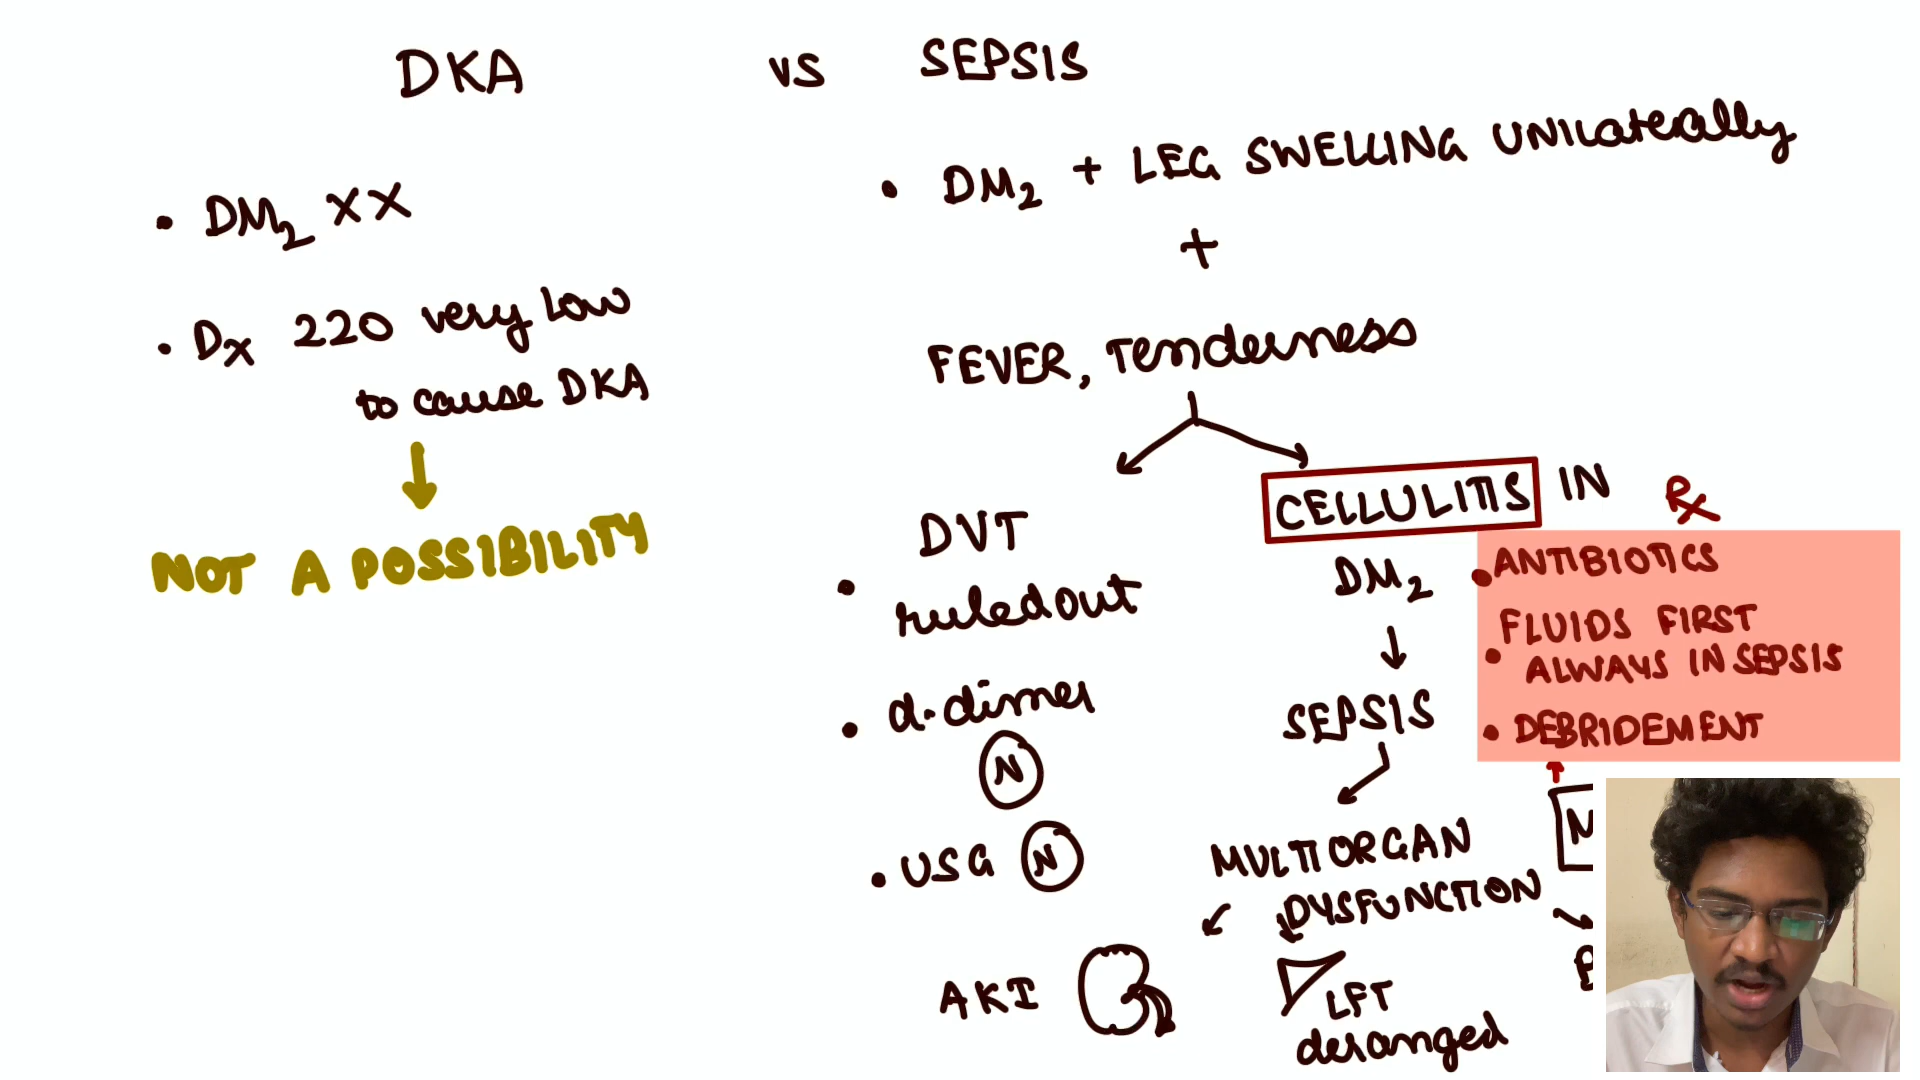 DKA vs SEPSIS
• DM2 XX
• Dx 220 very low
to cause DKA
NOT A POSSIBILITY
• DM2 + LEG SWELLING UNILaterally
+
FEVER, Tenderness
DVT
• ruledout
• d-dimer
N
• USG N
CELLULITIS IN
DM2
SEPSIS
MULTIORGAN
DYSFUNCTION
AKI
LFT
deranged
Rx
• ANTIBIOTICS
FLUIDS FIRST
• ALWAYS IN SEPSIS
• DEBRIDEMENT